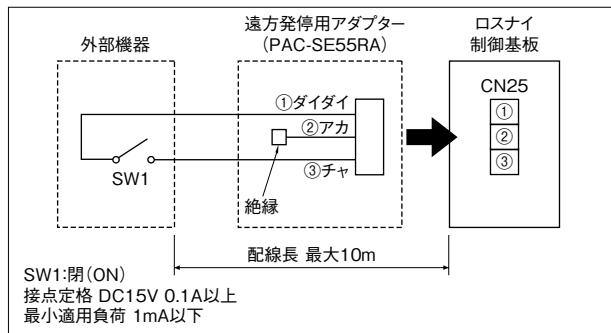 外部機器
遠方発停用アダプター
(PAC-SE55RA)
ロスナイ
制御基板
CN25
①ダイダイ
②アカ
③チャ
①
②
③
SW1
絶縁
配線長 最大10m
SW1:閉(ON)
接点定格 DC15V 0.1A以上
最小適用負荷 1mA以下